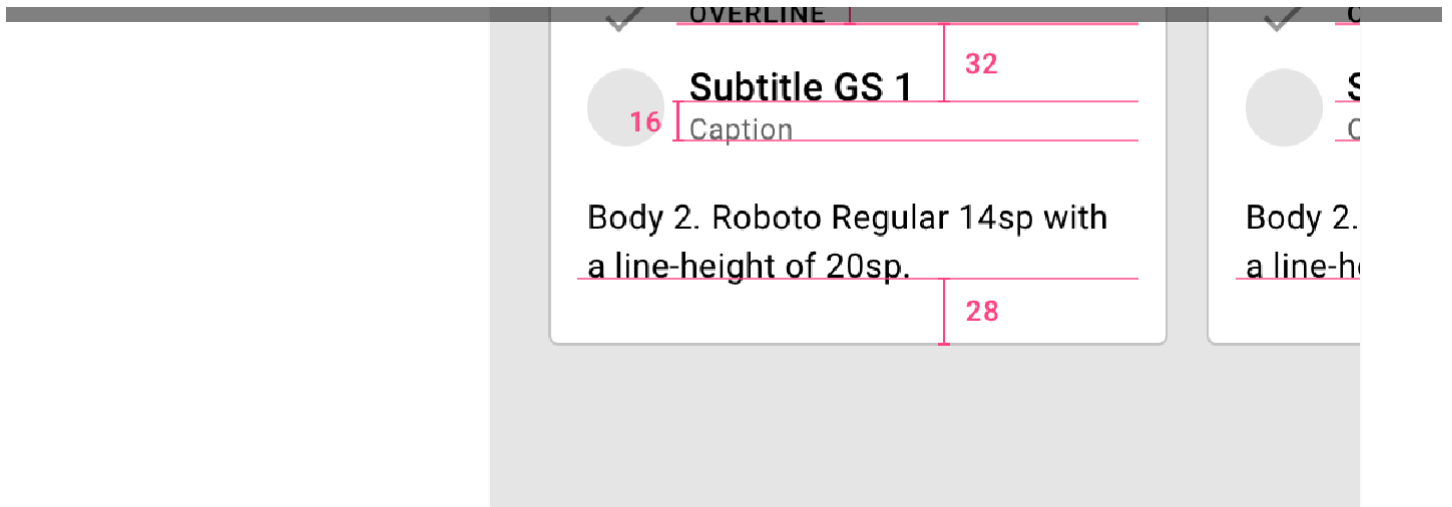 OVERLINE
32
Subtitle GS 1
16
Caption
Body 2. Roboto Regular 14sp with
a line-height of 20sp.
28
Body 2.
a line-h